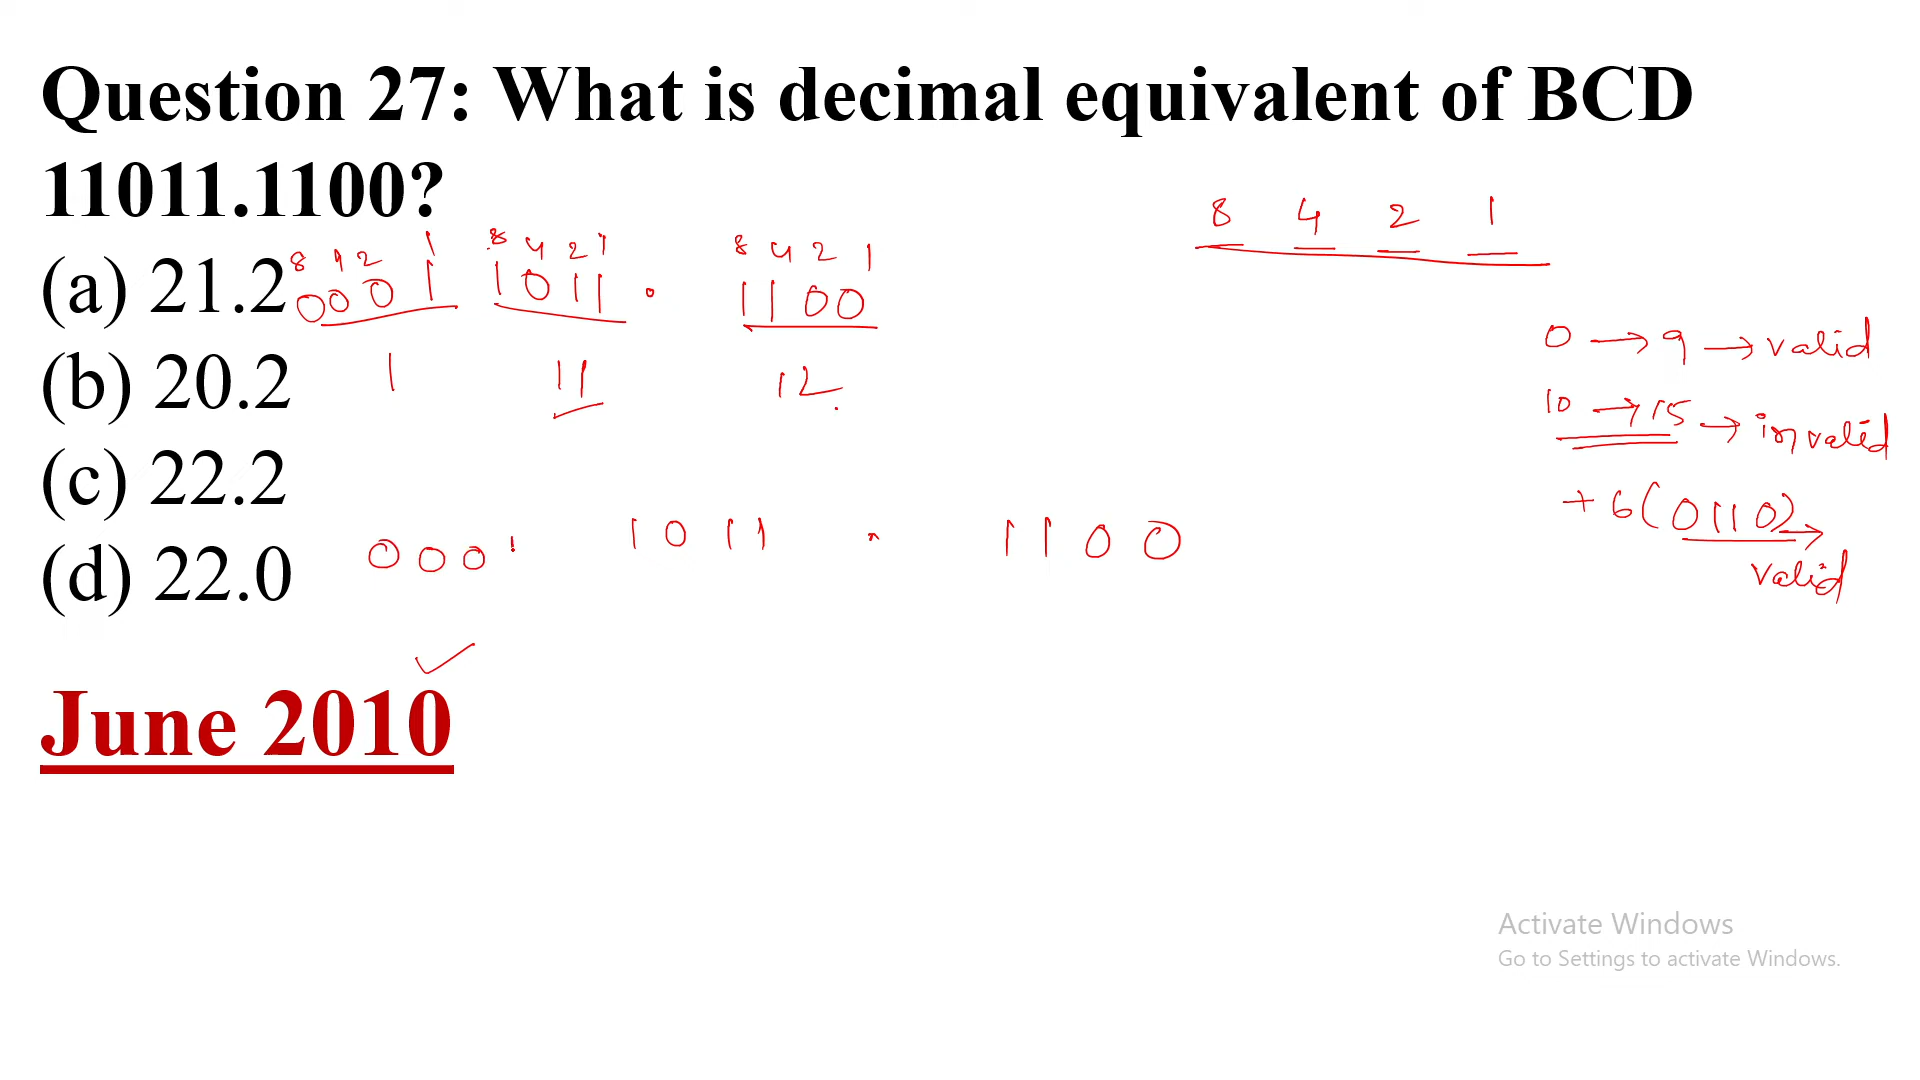 Question 27: What is decimal equivalent of BCD
11011.1100?
8 4 2 1
8 4 2 1 8 4 2 1 8 4 2 1
(a) 21.2 0001 1011 . 1100
0 → 9 → valid
(b) 20.2 1 11 12
10 → 15 → invalid
(c) 22.2
+ 6 (0110) →
valid
0001 1011 . 1100
(d) 22.0
June 2010
Activate Windows
Go to Settings to activate Windows.